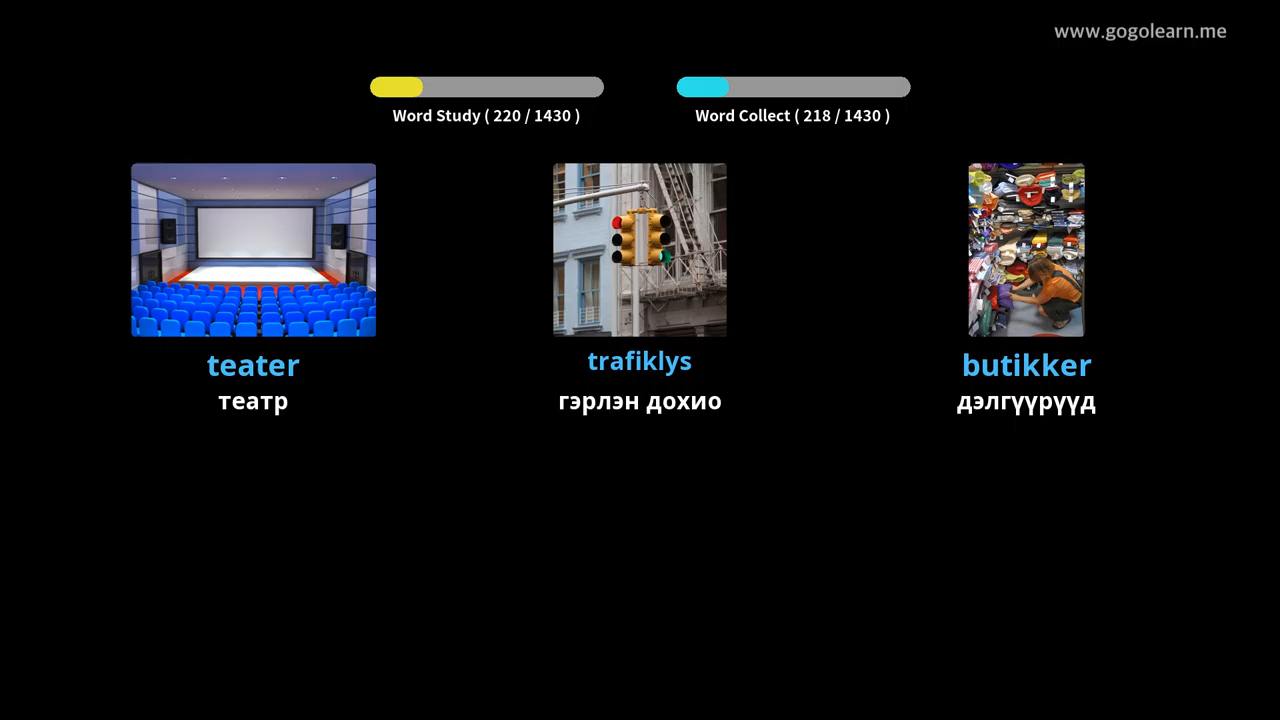 www.gogolearn.me
Word Study ( 220 / 1430 )
Word Collect ( 218 / 1430 )
teater
trafiklys
butikker
театр
гэрлэн дохио
дэлгүүрүүд